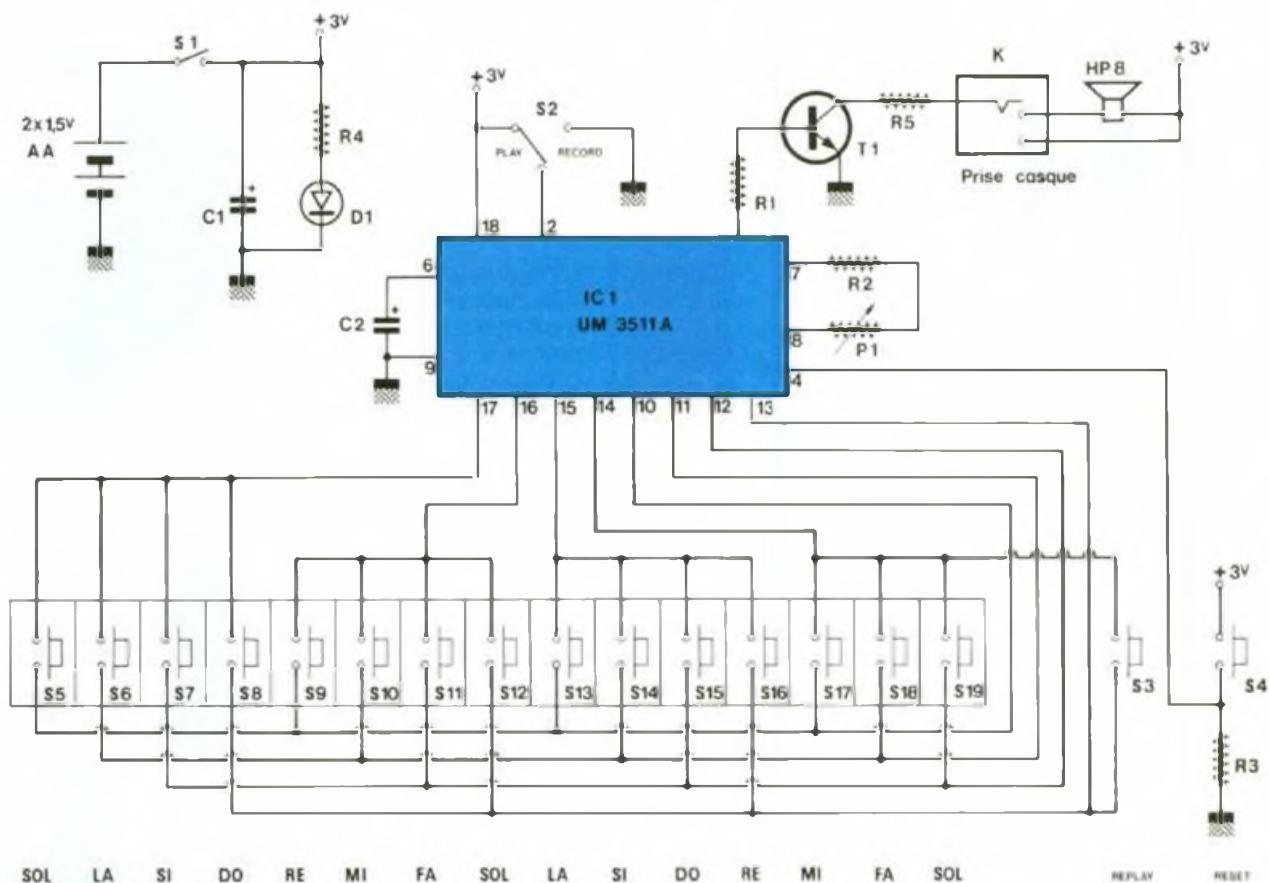 +3V
S1
2x1,5V
AA
C1
R4
D1
+3V
S2
PLAY
RECORD
R1
T1
R5
K
Prise casque
HP8
+3V
18
2
6
9
C2
IC1
UM 3511A
7
R2
8
P1
4
17
16
15
14
10
11
12
13
S5
S6
S7
S8
S9
S10
S11
S12
S13
S14
S15
S16
S17
S18
S19
S3
+3V
S4
R3
SOL LA SI DO RE MI FA SOL LA SI DO RE MI FA SOL REPLAY RESET